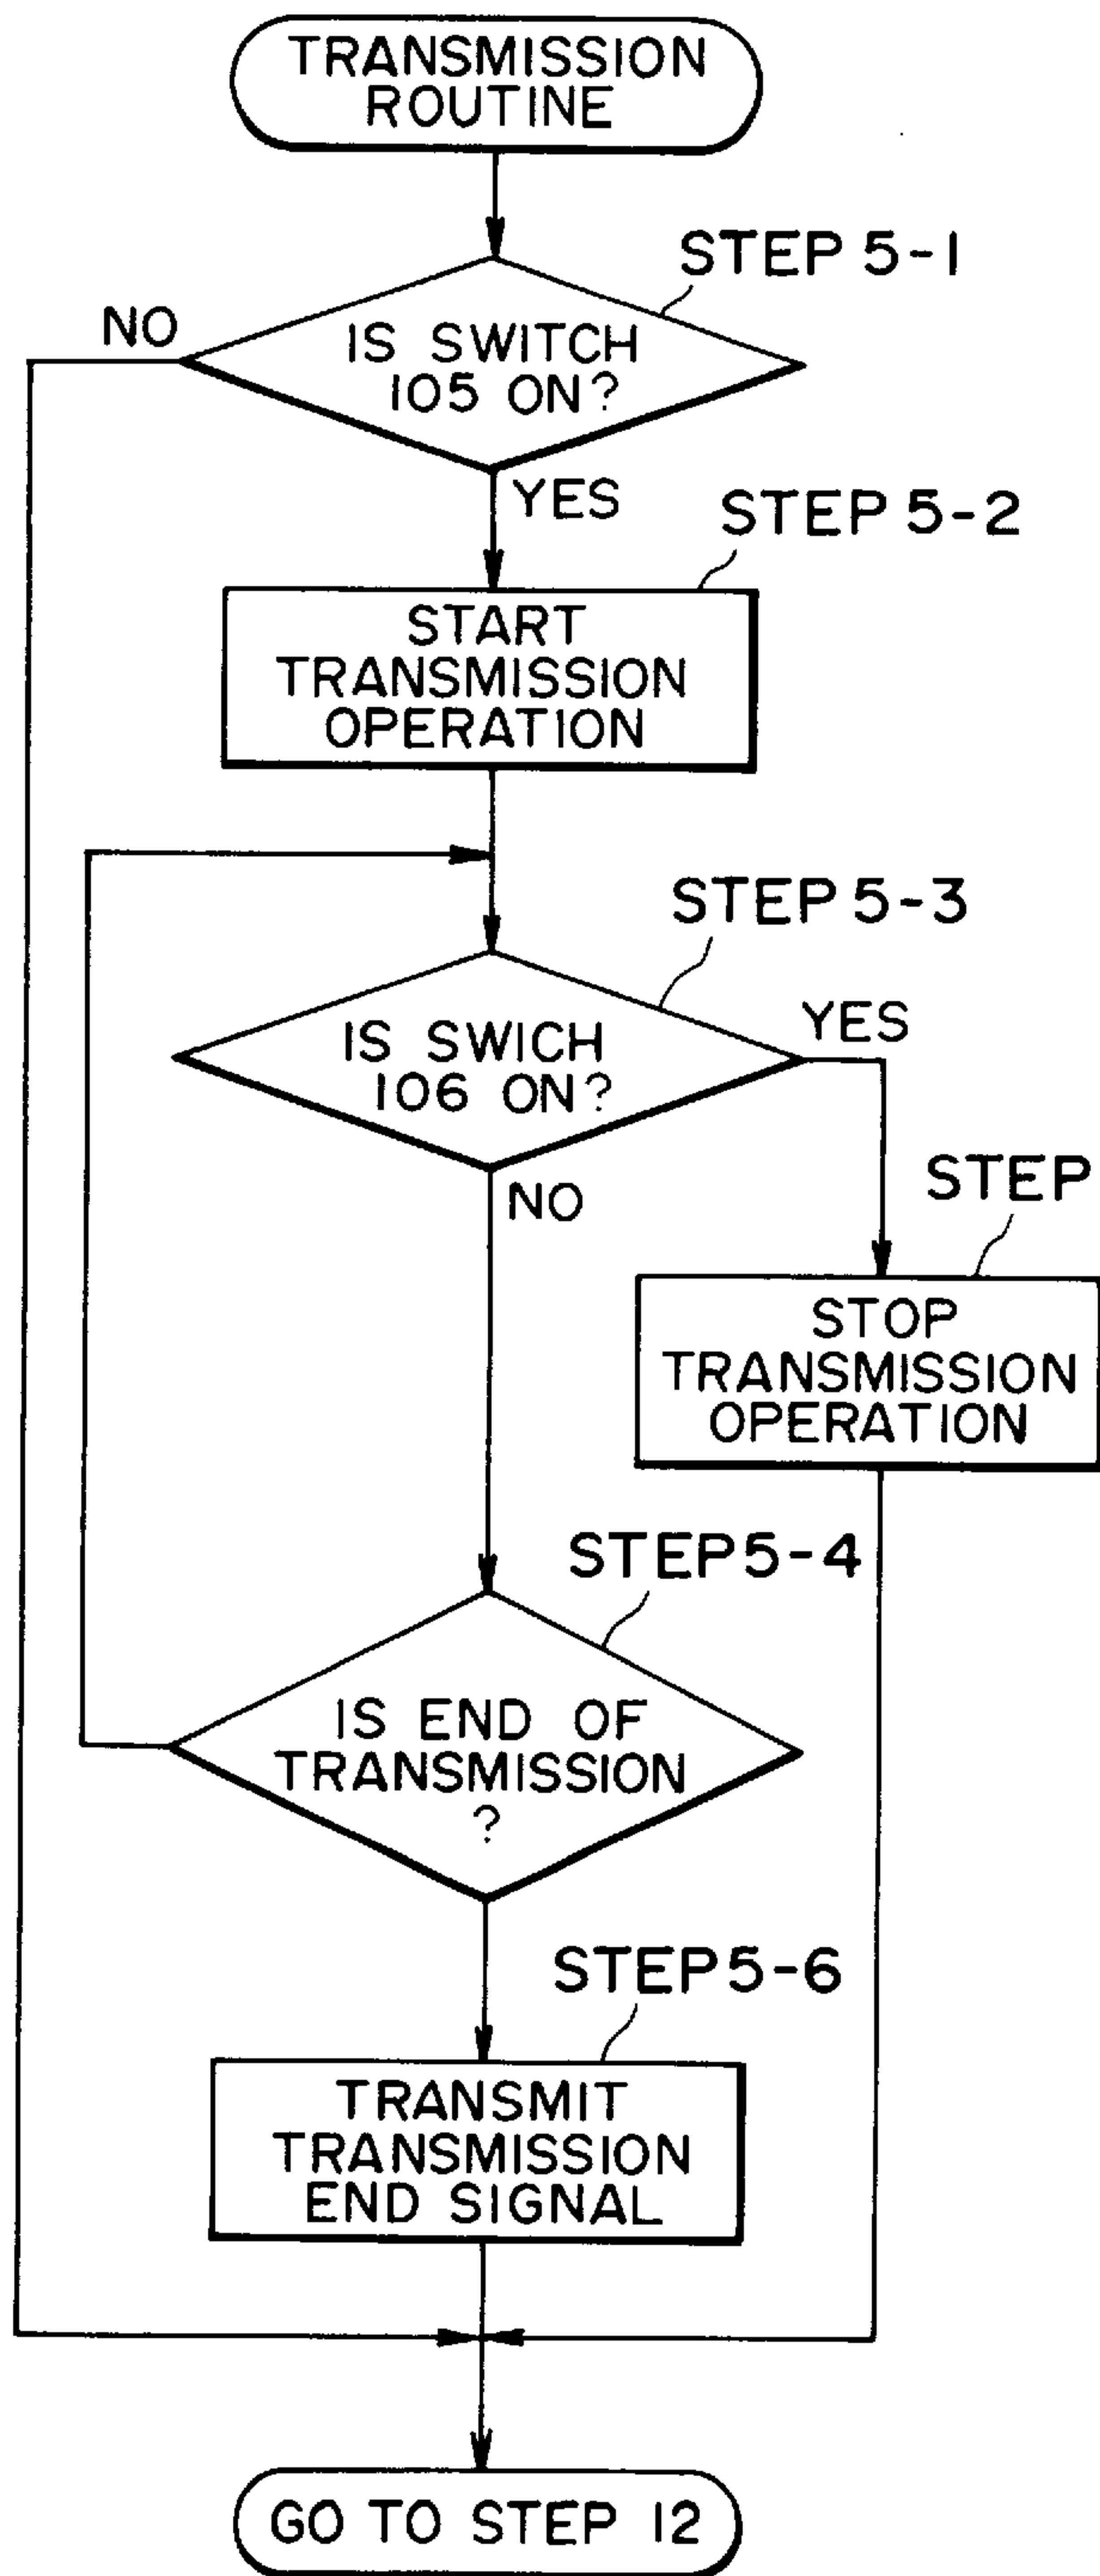 TRANSMISSION
ROUTINE
STEP 5-1
NO
IS SWITCH
105 ON?
YES
STEP 5-2
START
TRANSMISSION
OPERATION
STEP 5-3
YES
IS SWICH
106 ON?
NO
STEP
STOP
TRANSMISSION
OPERATION
STEP5-4
IS END OF
TRANSMISSION
?
STEP5-6
TRANSMIT
TRANSMISSION
END SIGNAL
GO TO STEP 12